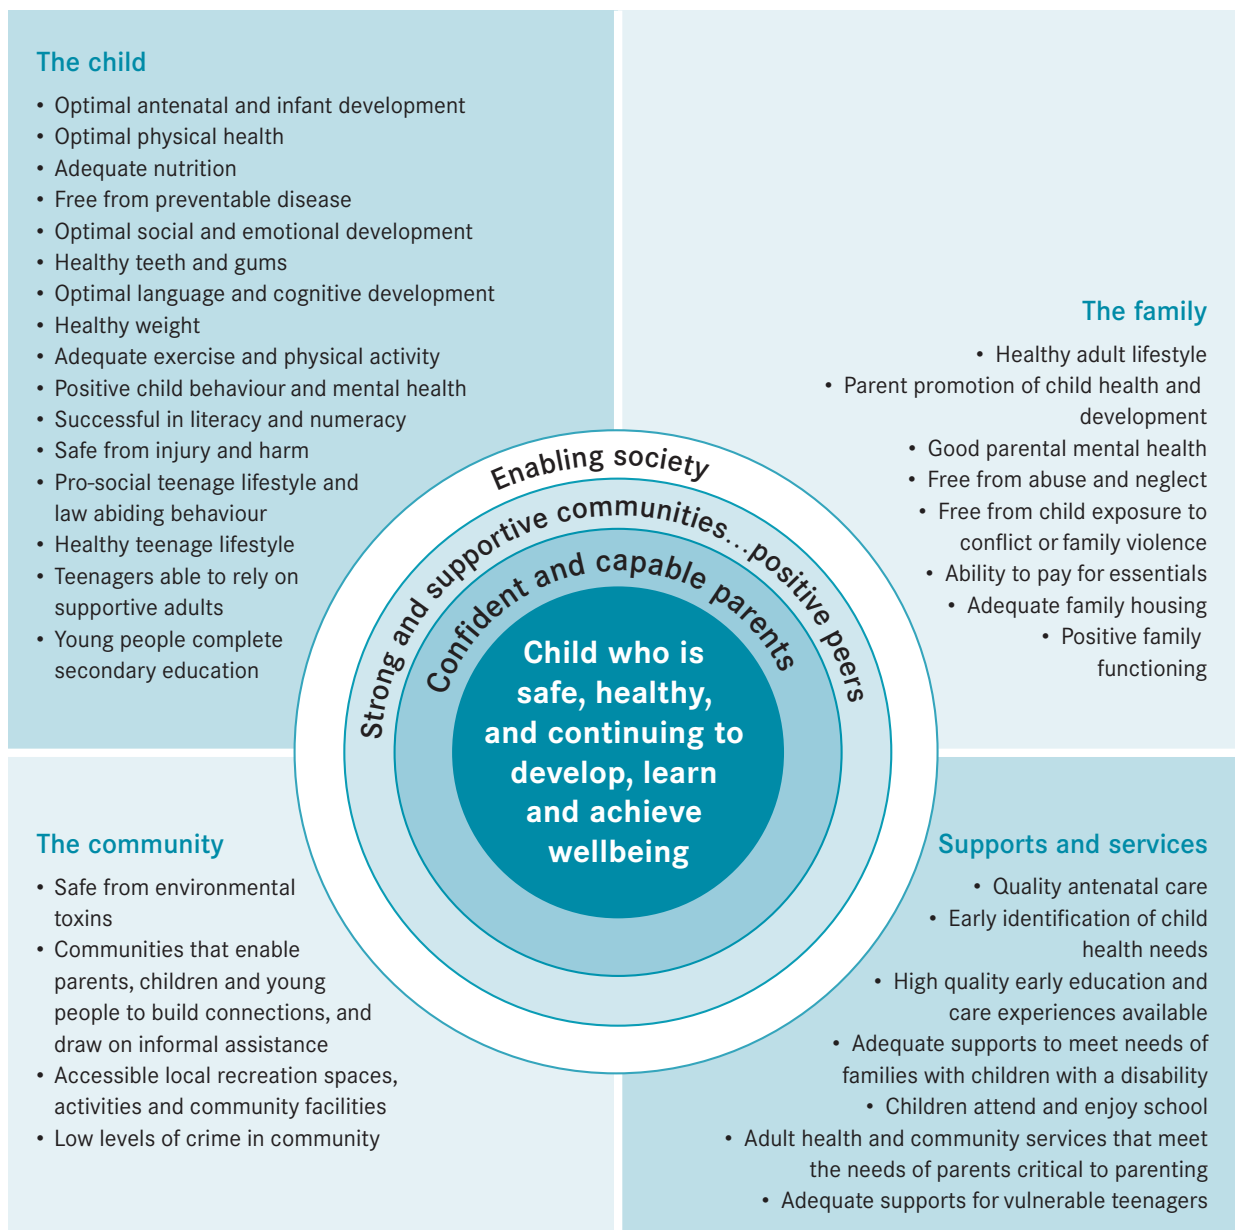 The child
• Optimal antenatal and infant development
• Optimal physical health
• Adequate nutrition
• Free from preventable disease
• Optimal social and emotional development
• Healthy teeth and gums
• Optimal language and cognitive development
• Healthy weight
• Adequate exercise and physical activity
• Positive child behaviour and mental health
• Successful in literacy and numeracy
• Safe from injury and harm
• Pro-social teenage lifestyle and
law abiding behaviour
• Healthy teenage lifestyle
• Teenagers able to rely on
supportive adults
• Young people complete
secondary education
The family
• Healthy adult lifestyle
• Parent promotion of child health and
development
• Good parental mental health
• Free from abuse and neglect
• Free from child exposure to
conflict or family violence
• Ability to pay for essentials
• Adequate family housing
• Positive family
functioning
Enabling society
Strong and supportive communities...positive peers
Confident and capable parents
Child who is
safe, healthy,
and continuing to
develop, learn
and achieve
wellbeing
The community
• Safe from environmental
toxins
• Communities that enable
parents, children and young
people to build connections, and
draw on informal assistance
• Accessible local recreation spaces,
activities and community facilities
• Low levels of crime in community
Supports and services
• Quality antenatal care
• Early identification of child
health needs
• High quality early education and
care experiences available
• Adequate supports to meet needs of
families with children with a disability
• Children attend and enjoy school
• Adult health and community services that meet
the needs of parents critical to parenting
• Adequate supports for vulnerable teenagers